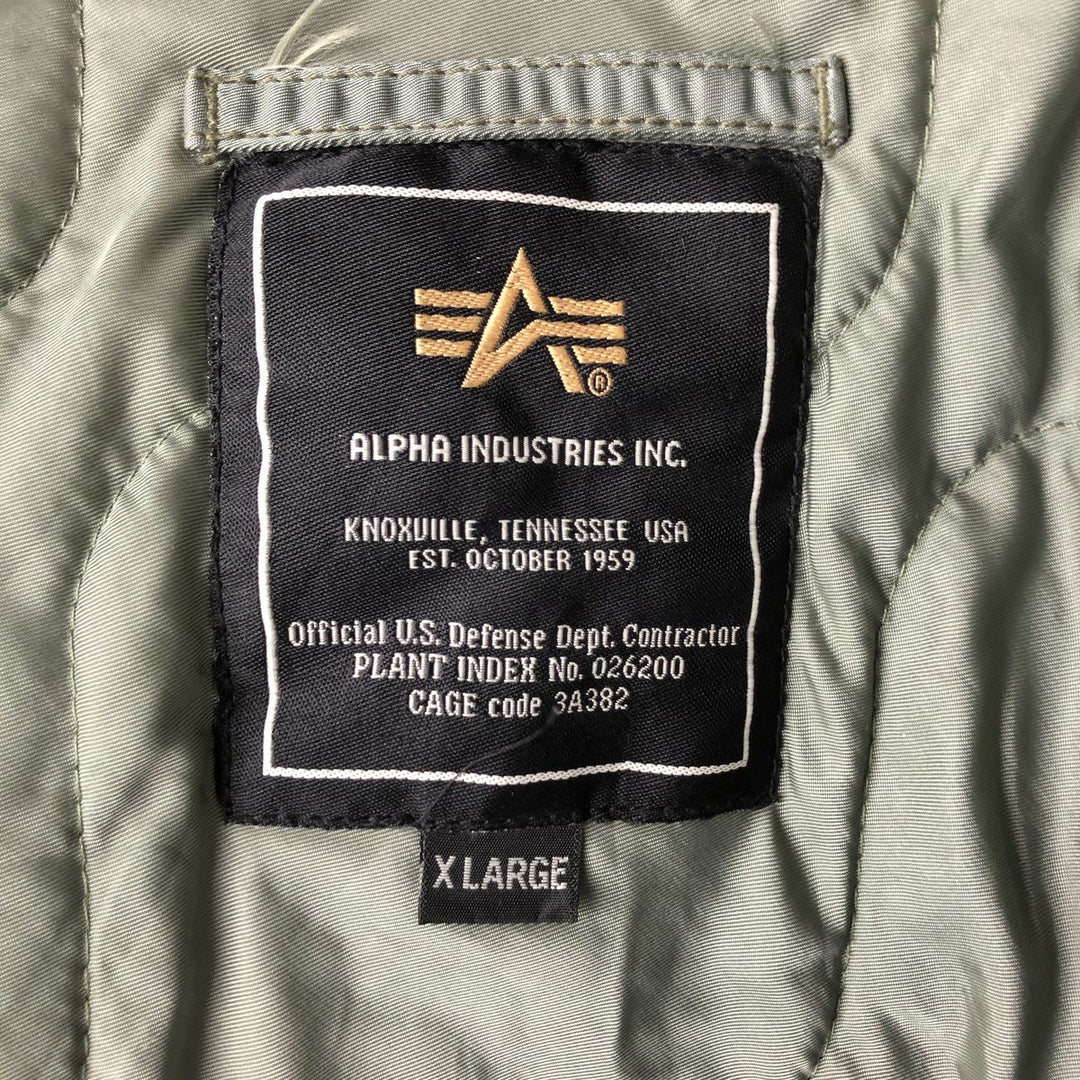 ®
ALPHA INDUSTRIES INC.
KNOXVILLE, TENNESSEE USA
EST. OCTOBER 1959
Official U.S. Defense Dept. Contractor
PLANT INDEX No. 026200
CAGE code 3A382
X LARGE